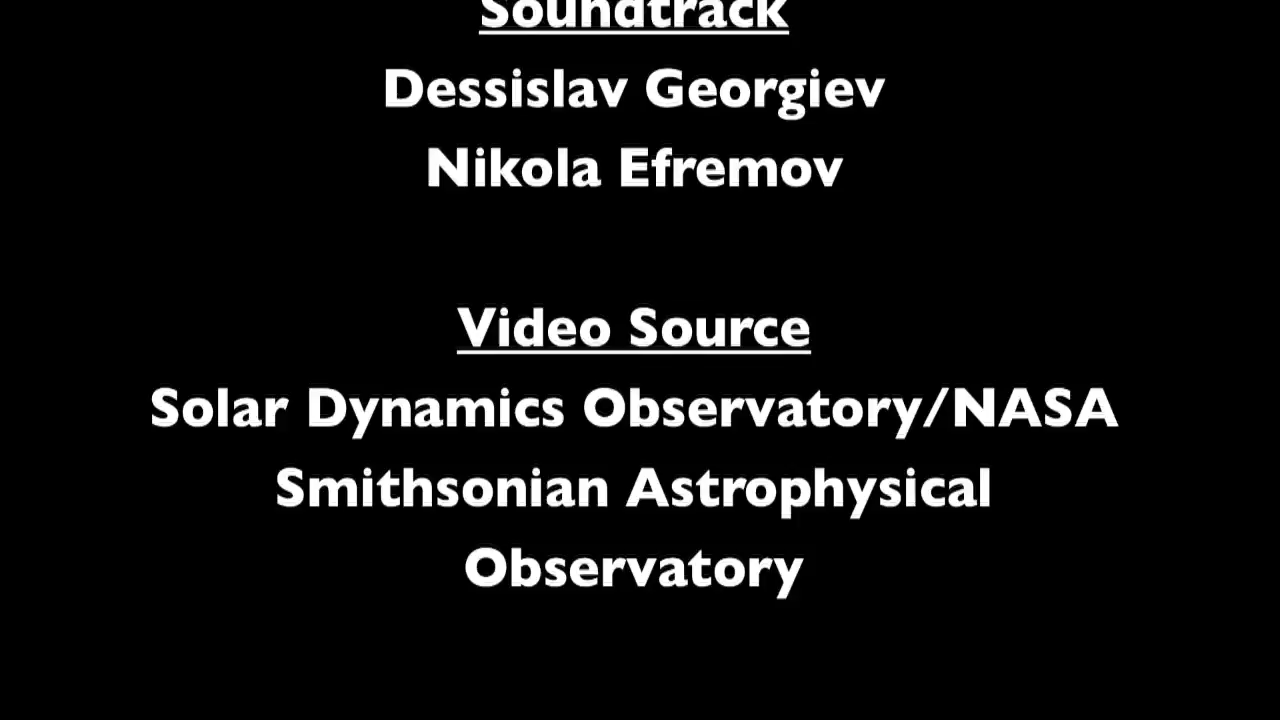 Soundtrack
Dessislav Georgiev
Nikola Efremov
Video Source
Solar Dynamics Observatory/NASA
Smithsonian Astrophysical
Observatory